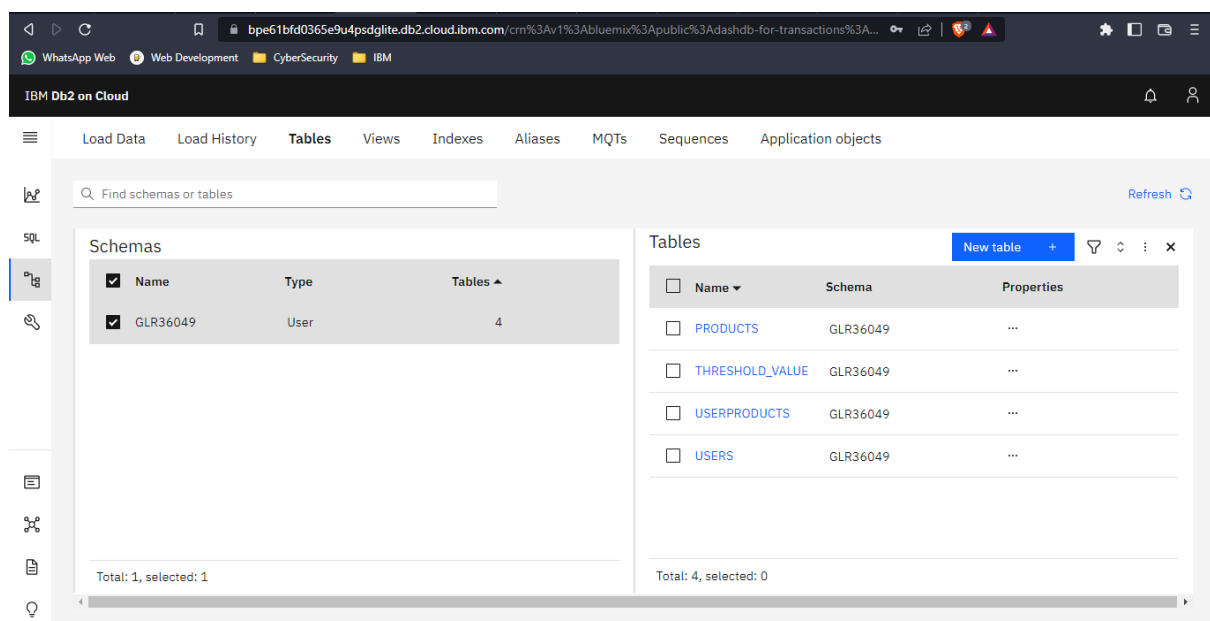 bpe61bfd0365e9u4psdglite.db2.cloud.ibm.com/crn%3Av1%3Abluemix%3Apublic%3Adashdb-for-transactions%3A...
WhatsApp Web Web Development CyberSecurity IBM
IBM Db2 on Cloud
Load Data Load History Tables Views Indexes Aliases MQTs Sequences Application objects
Find schemas or tables
Refresh
SQL
Schemas
Name Type Tables
GLR36049 User 4
Total: 1, selected: 1
Tables
New table +
Name Schema Properties
PRODUCTS GLR36049 ...
THRESHOLD_VALUE GLR36049 ...
USERPRODUCTS GLR36049 ...
USERS GLR36049 ...
Total: 4, selected: 0